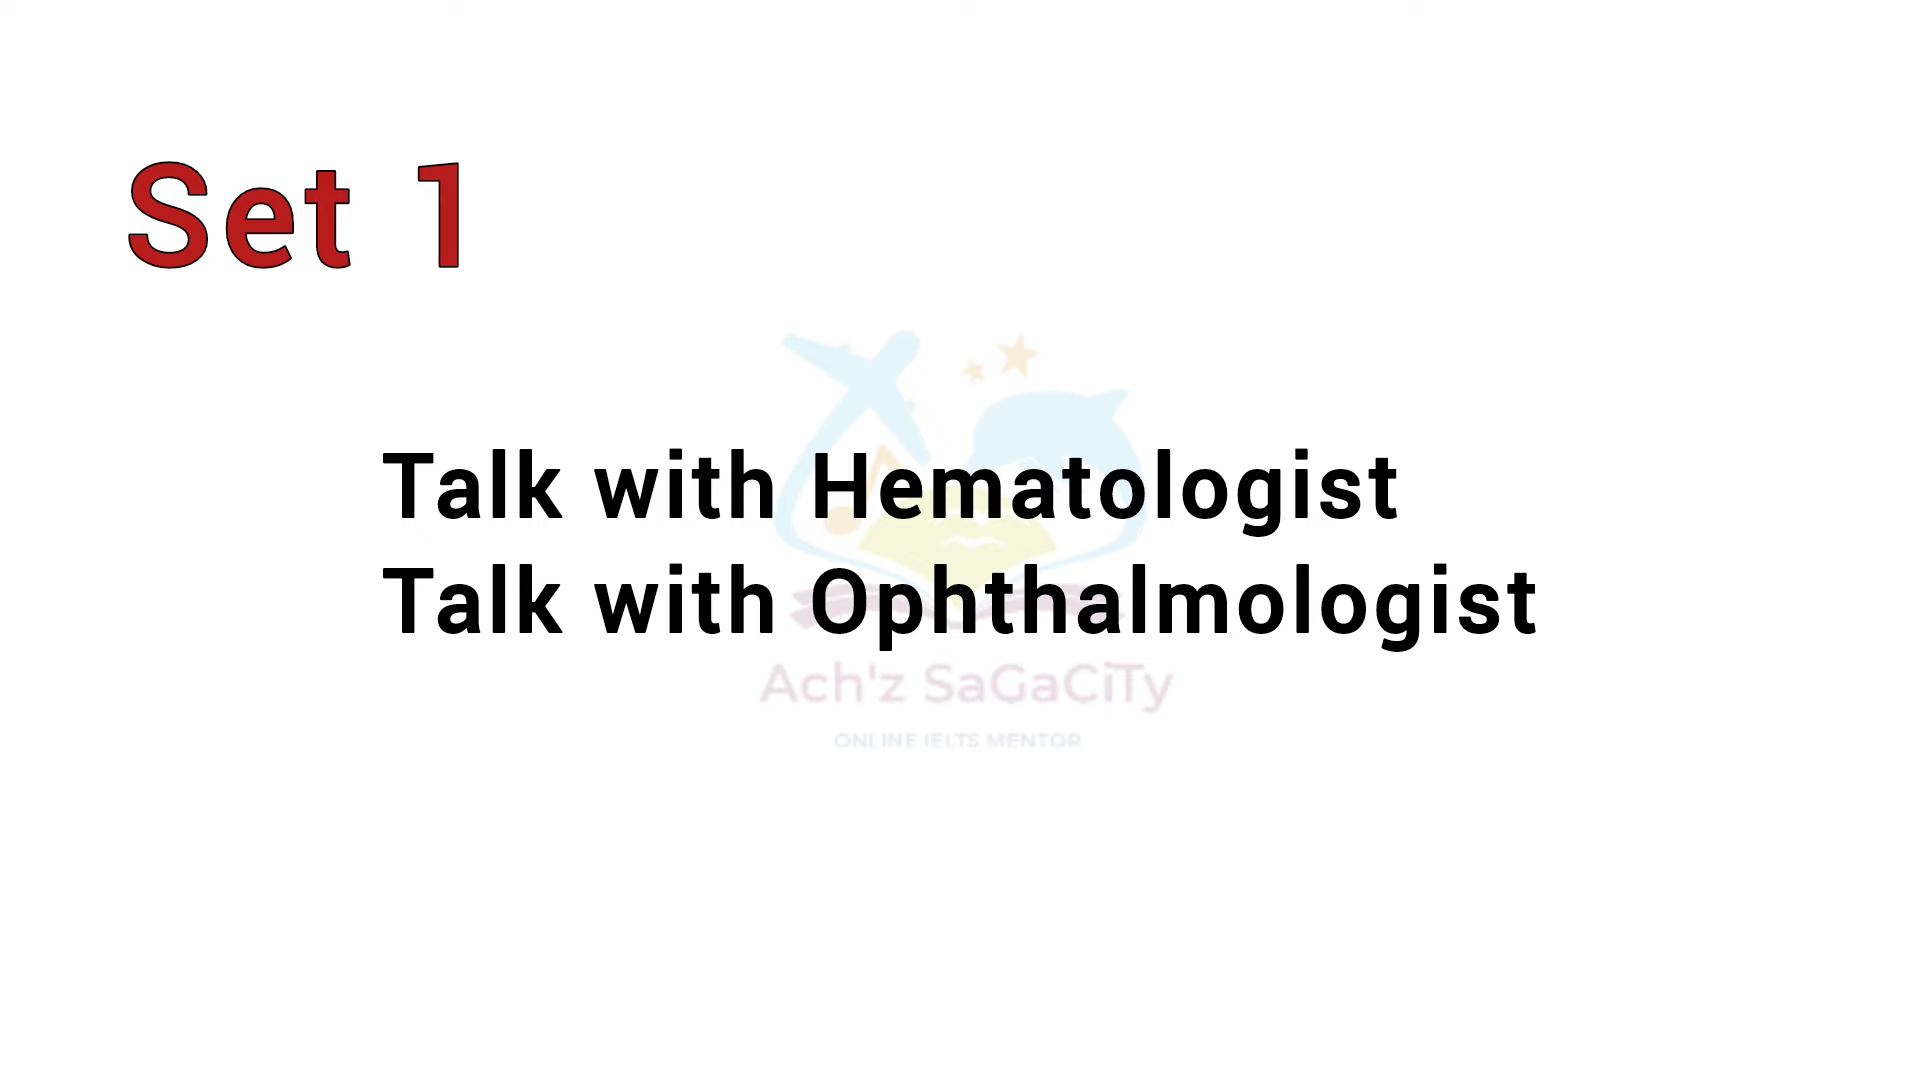 Set 1
Talk with Hematologist
Talk with Ophthalmologist
Ach'z SaGaCiTy
ONLINE IELTS MENTOR